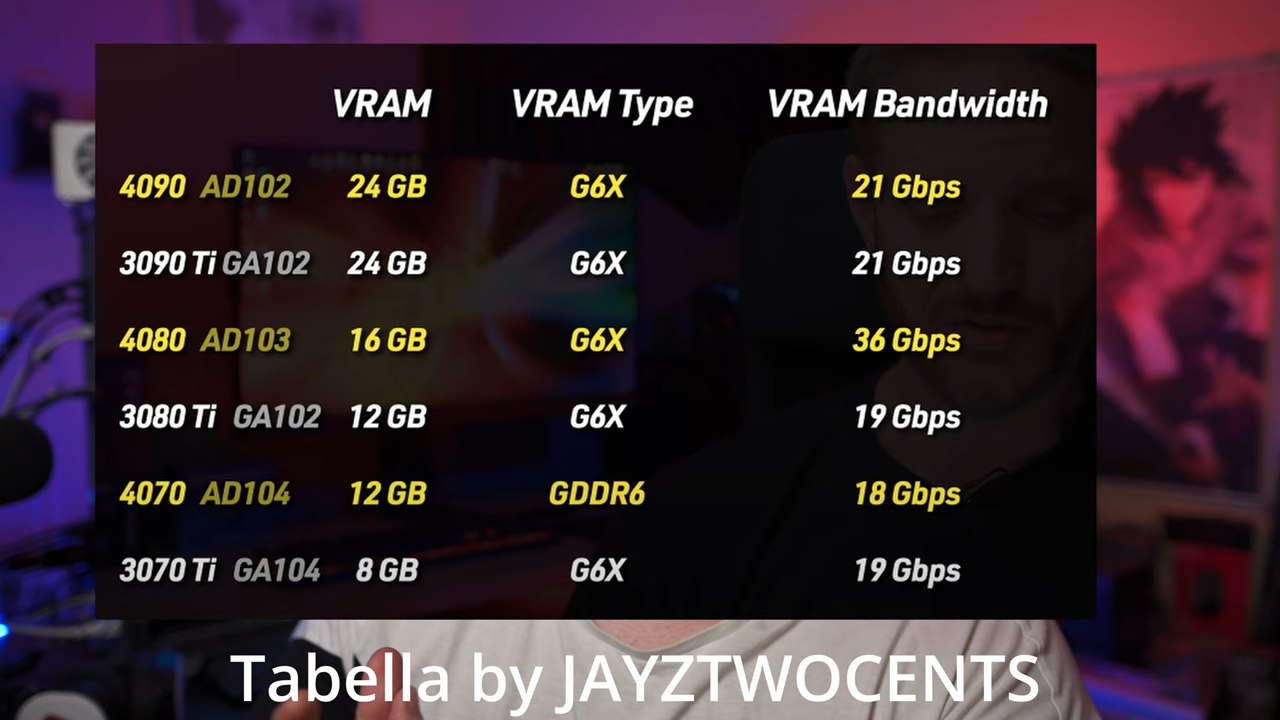 VRAM VRAM Type VRAM Bandwidth
4090 AD102 24 GB G6X 21 Gbps
3090 Ti GA102 24 GB G6X 21 Gbps
4080 AD103 16 GB G6X 36 Gbps
3080 Ti GA102 12 GB G6X 19 Gbps
4070 AD104 12 GB GDDR6 18 Gbps
3070 Ti GA104 8 GB G6X 19 Gbps
Tabella by JAYZTWOCENTS